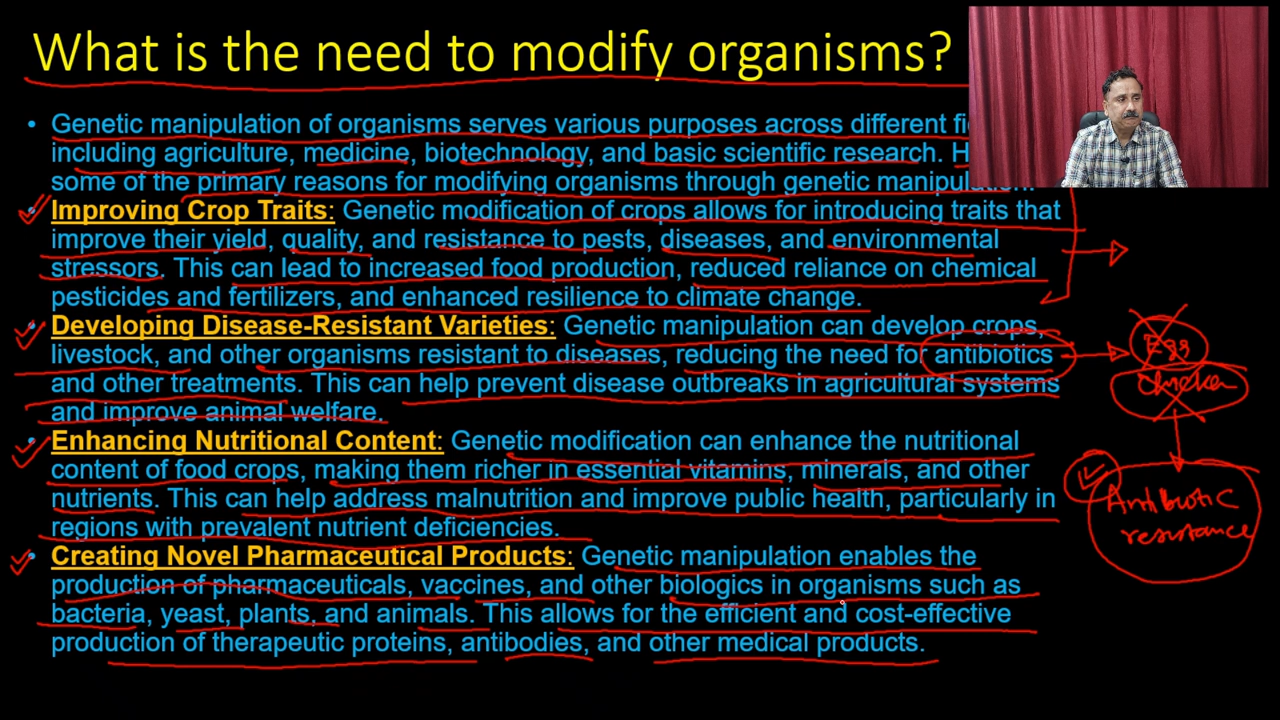 What is the need to modify organisms?
• Genetic manipulation of organisms serves various purposes across different
including agriculture, medicine, biotechnology, and basic scientific research.
some of the primary reasons for modifying organisms through genetic
• Improving Crop Traits: Genetic modification of crops allows for introducing traits that
improve their yield, quality, and resistance to pests, diseases, and environmental
stressors. This can lead to increased food production, reduced reliance on chemical
pesticides and fertilizers, and enhanced resilience to climate change.
• Developing Disease-Resistant Varieties: Genetic manipulation can develop crops,
livestock, and other organisms resistant to diseases, reducing the need for antibiotics
and other treatments. This can help prevent disease outbreaks in agricultural systems
and improve animal welfare.
• Enhancing Nutritional Content: Genetic modification can enhance the nutritional
content of food crops, making them richer in essential vitamins, minerals, and other
nutrients. This can help address malnutrition and improve public health, particularly in
regions with prevalent nutrient deficiencies.
• Creating Novel Pharmaceutical Products: Genetic manipulation enables the
production of pharmaceuticals, vaccines, and other biologics in organisms such as
bacteria, yeast, plants, and animals. This allows for the efficient and cost-effective
production of therapeutic proteins, antibodies, and other medical products.
Egg
Chicken
Antibiotic
resistance